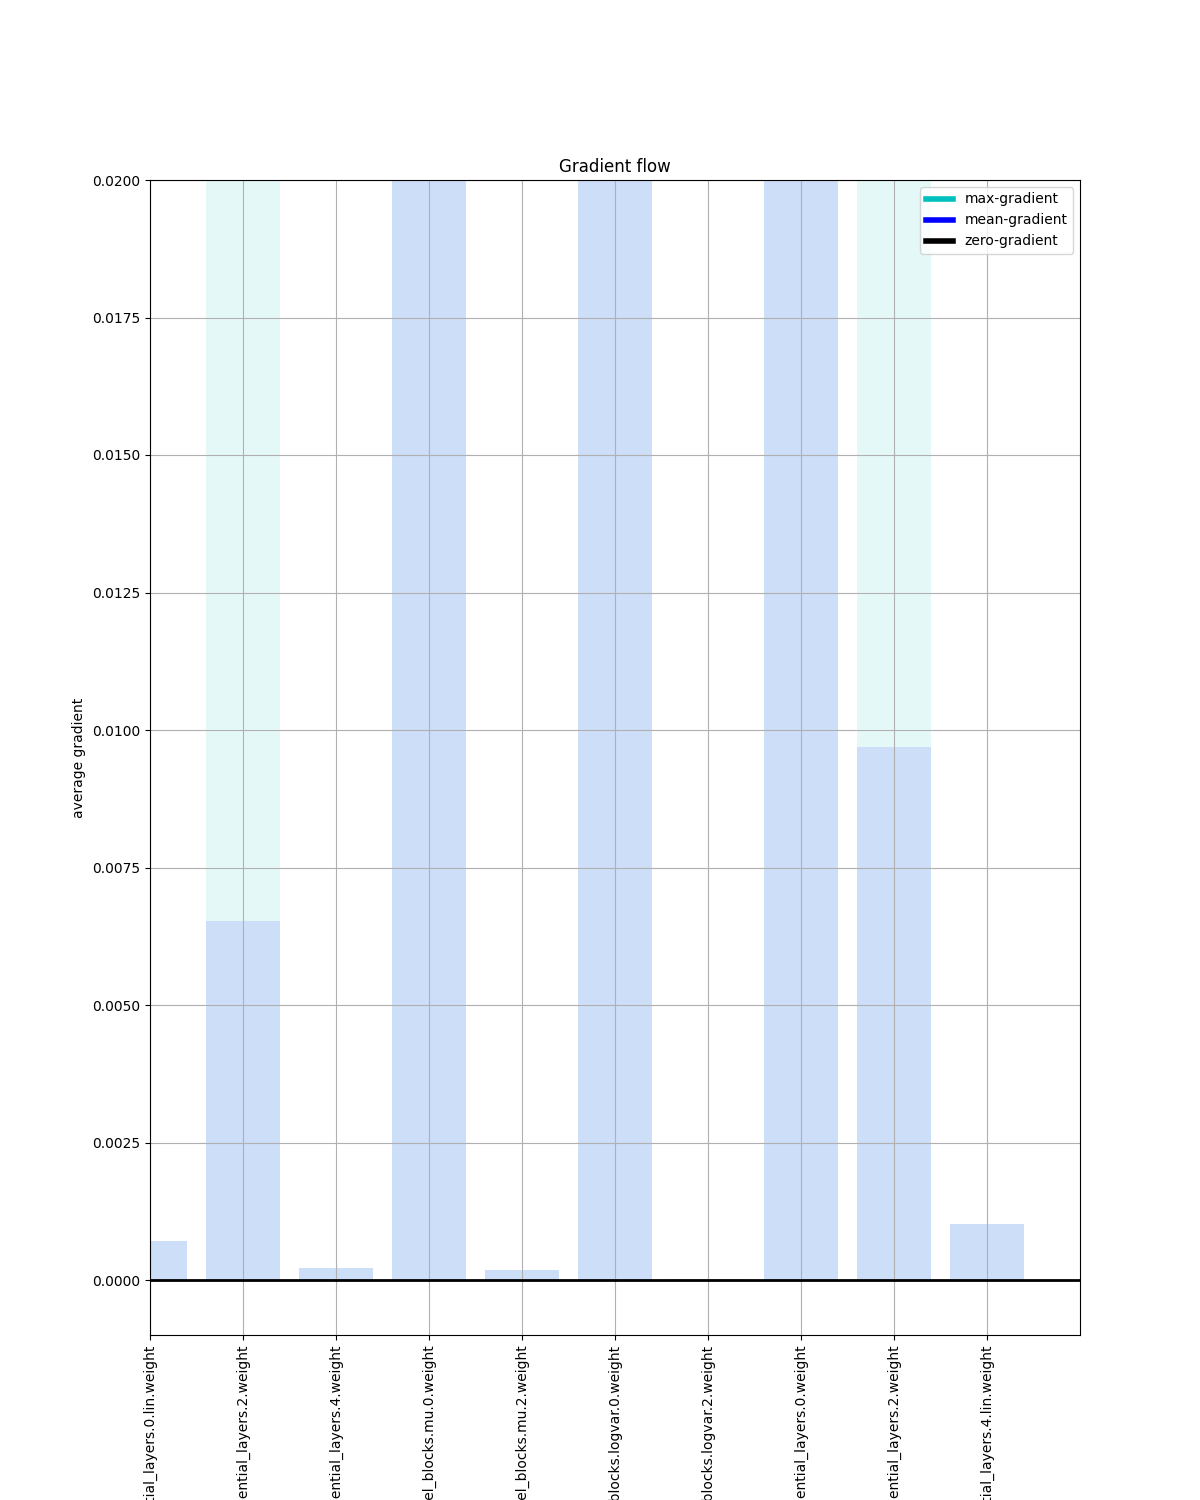 Gradient flow
max-gradient
mean-gradient
zero-gradient
average gradient
0.0200
0.0175
0.0150
0.0125
0.0100
0.0075
0.0050
0.0025
0.0000
tial_layers.0.lin.weight
ential_layers.2.weight
ential_layers.4.weight
el_blocks.mu.0.weight
el_blocks.mu.2.weight
blocks.logvar.0.weight
blocks.logvar.2.weight
ential_layers.0.weight
ential_layers.2.weight
tial_layers.4.lin.weight